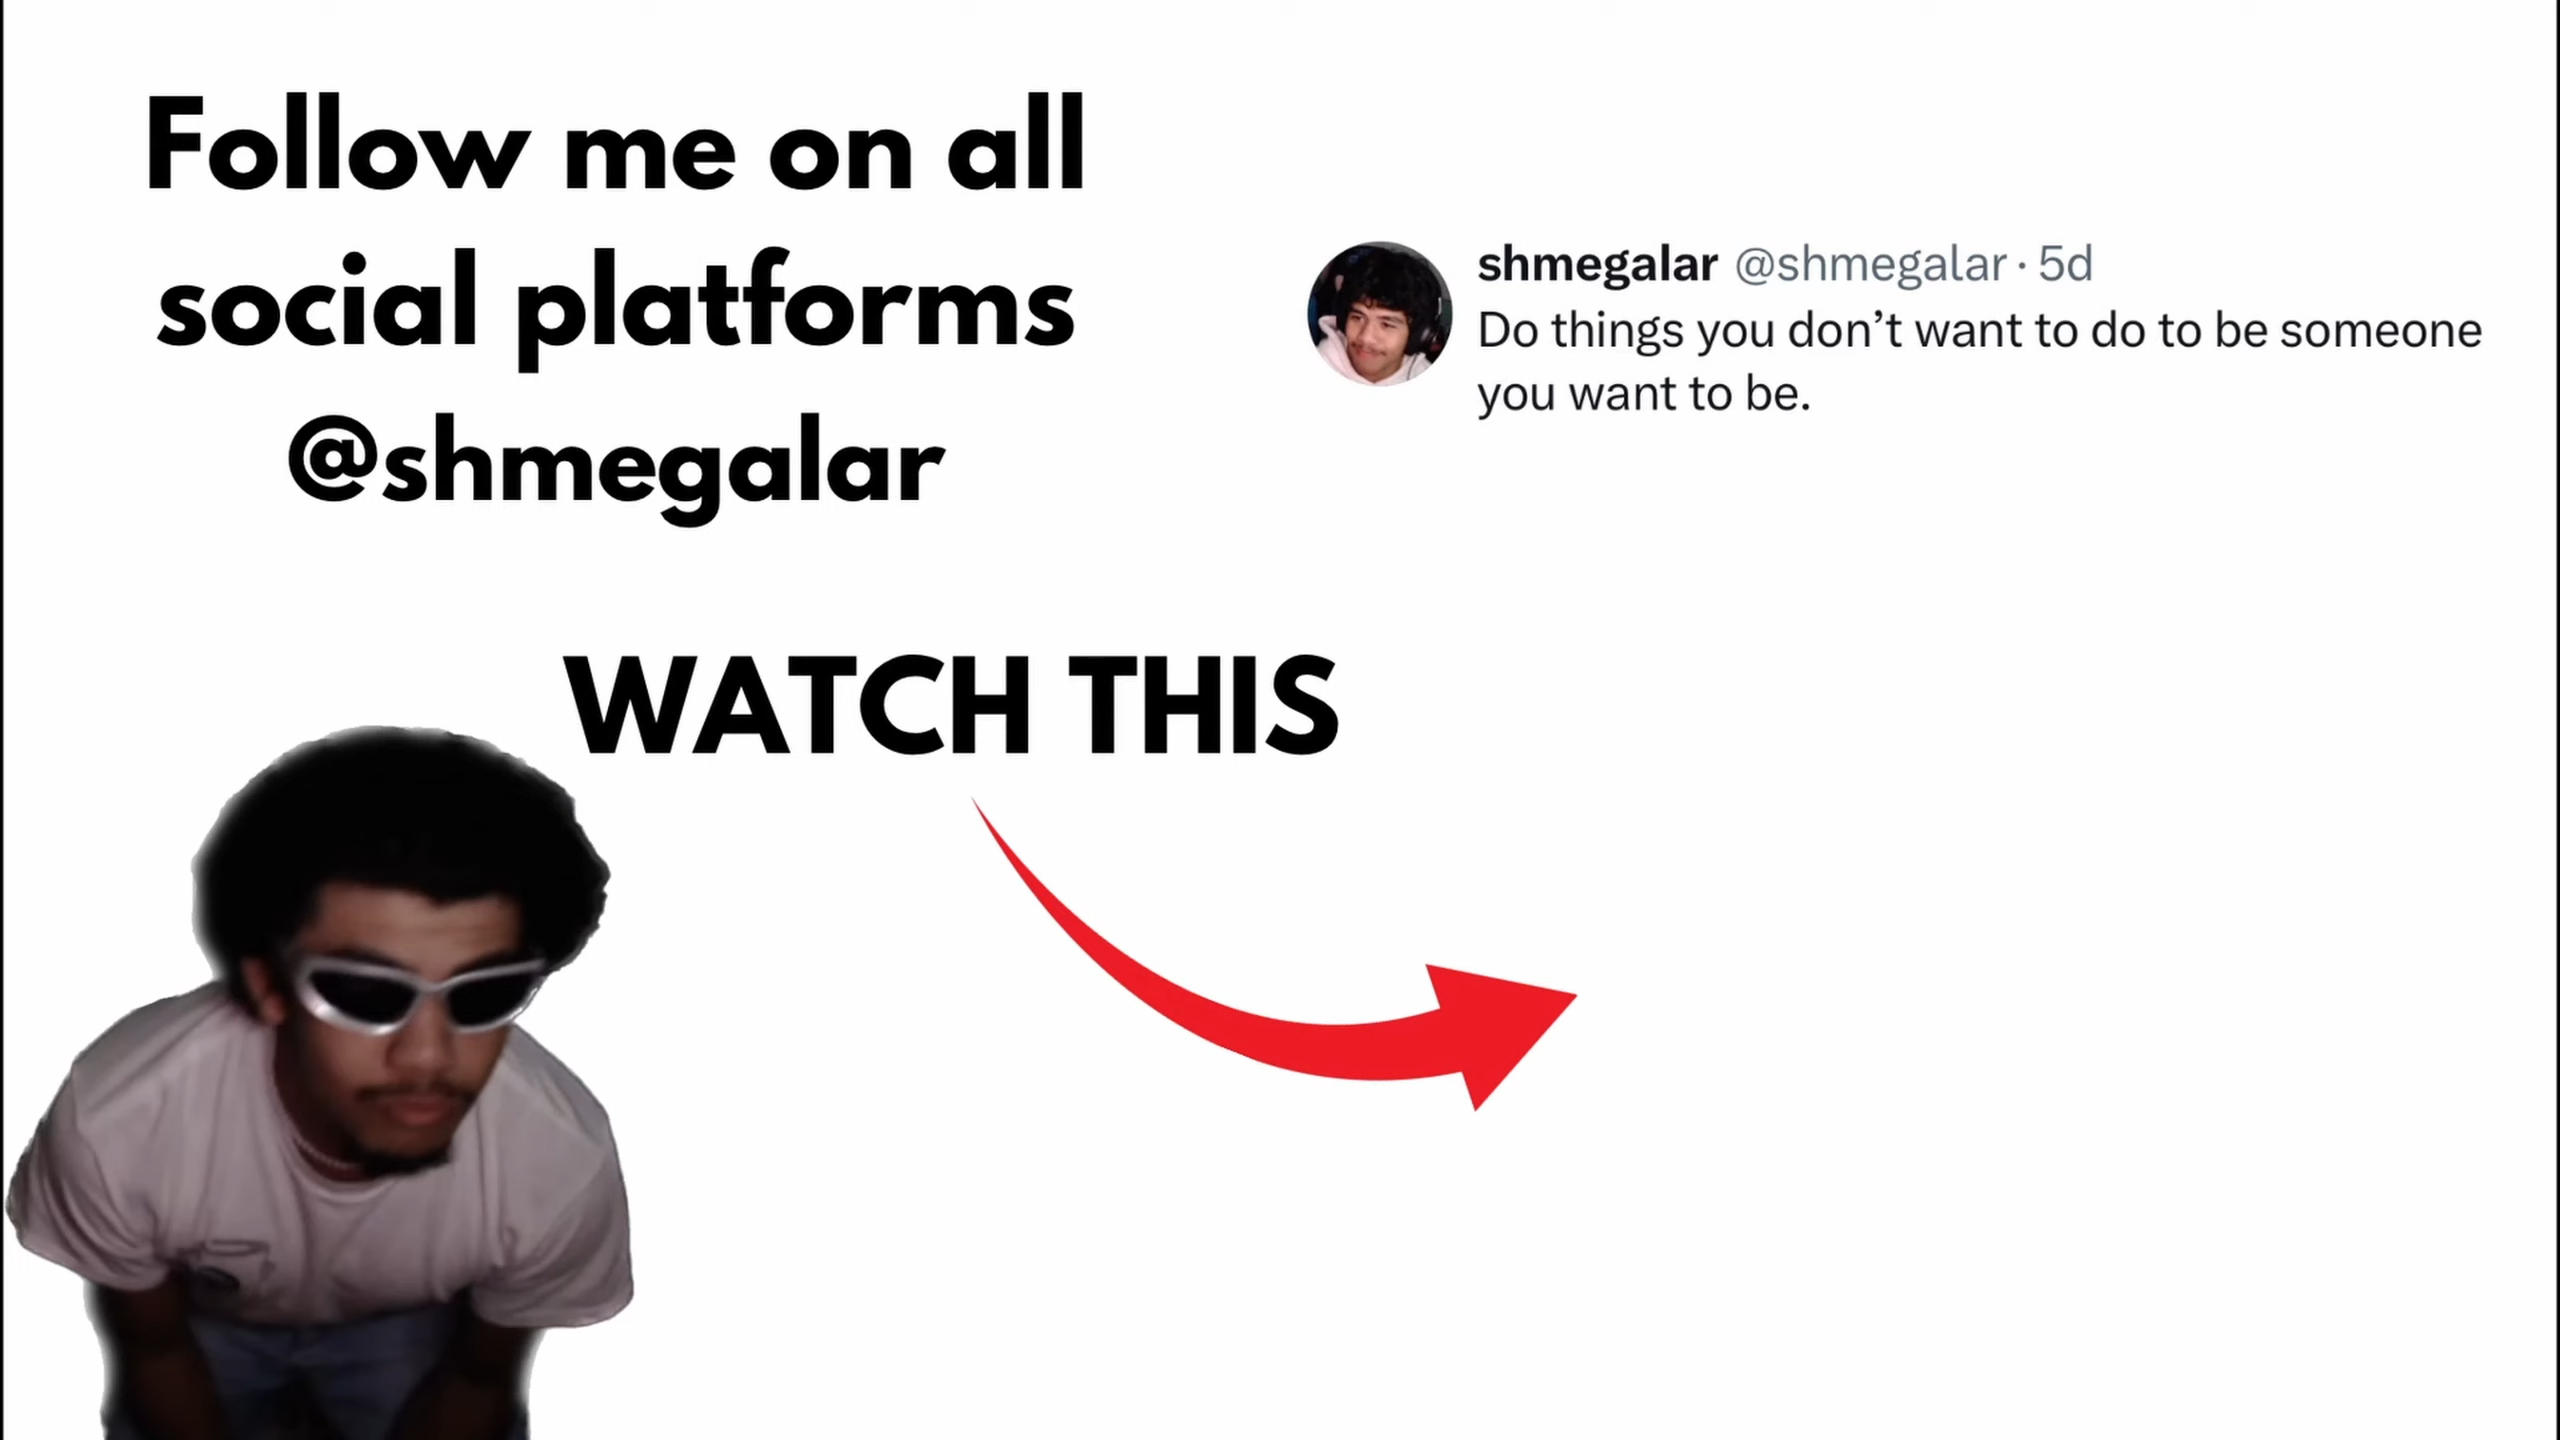 Follow me on all
social platforms
@shmegalar
shmegalar @shmegalar · 5d
Do things you don’t want to do to be someone
you want to be.
WATCH THIS